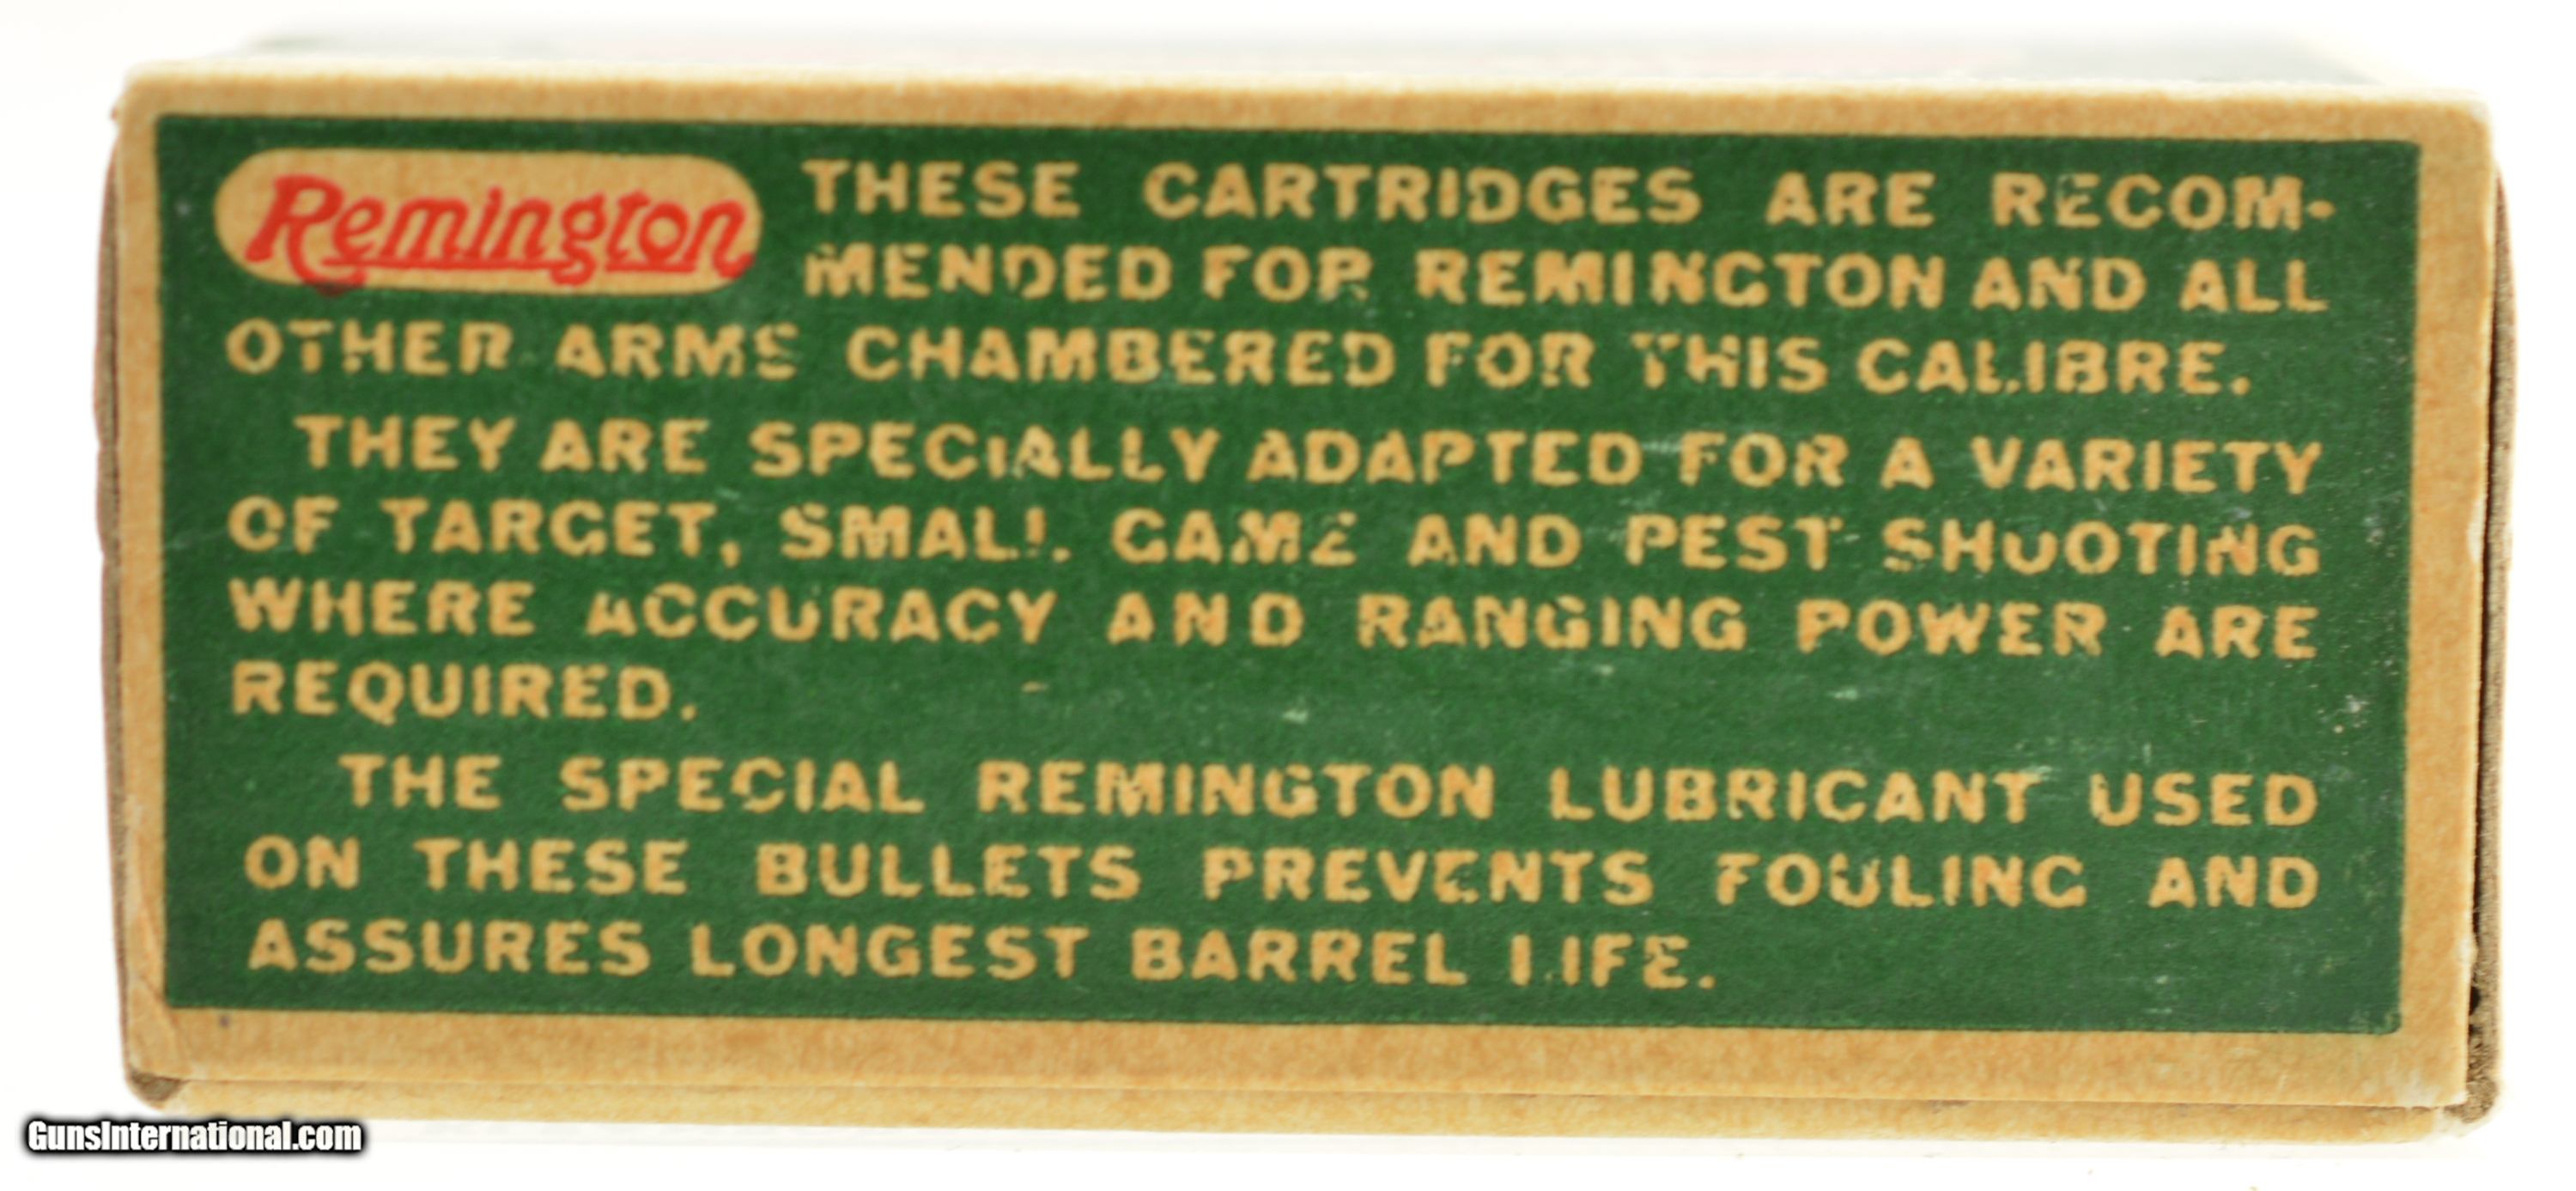 Remington
THESE CARTRIDGES ARE RECOM-
MENDED FOR REMINGTON AND ALL
OTHER ARMS CHAMBERED FOR THIS CALIBRE.
THEY ARE SPECIALLY ADAPTED FOR A VARIETY
OF TARGET, SMALL GAME AND PEST SHOOTING
WHERE ACCURACY AND RANGING POWER ARE
REQUIRED.
THE SPECIAL REMINGTON LUBRICANT USED
ON THESE BULLETS PREVENTS FOULING AND
ASSURES LONGEST BARREL LIFE.
GunsInternational.com